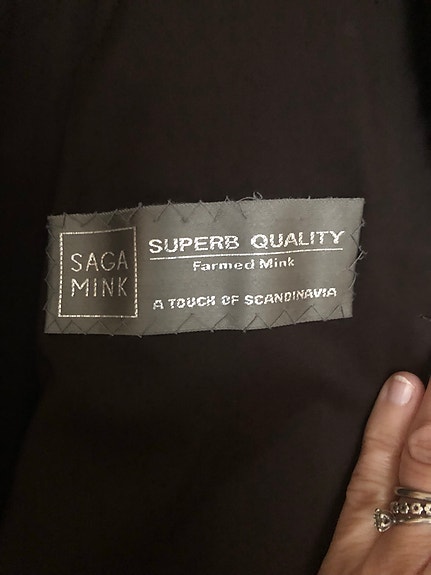 SAGA
MINK
SUPERB QUALITY
Farmed Mink
A TOUCH OF SCANDINAVIA